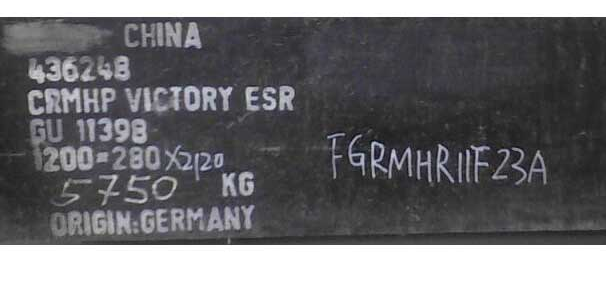 CHINA
436248
CRMHP VICTORY ESR
GU 11398
1200=280X2120
5750 KG
ORIGIN:GERMANY
FGRMHR11F23A